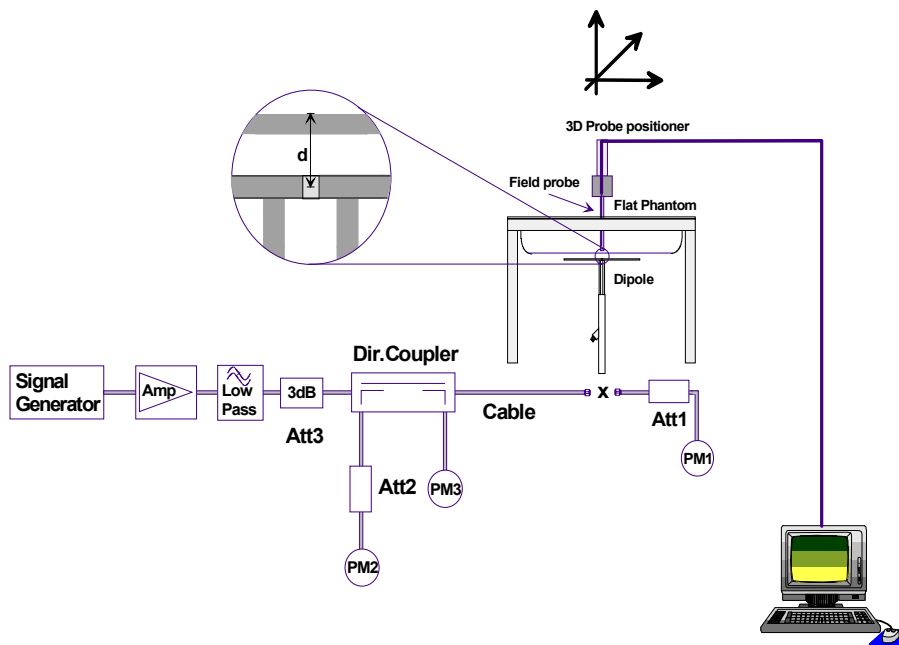 3D Probe positioner
d
Field probe
Flat Phantom
Dipole
Dir.Coupler
Signal
Generator
Amp
Low
Pass
3dB
Cable
x
Att1
Att3
PM1
Att2
PM3
PM2